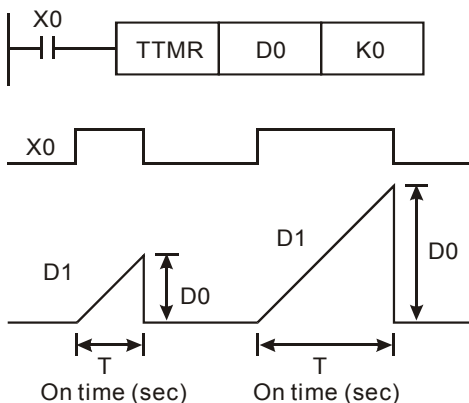 X0
TTMR D0 K0
X0
D1 D0 D1 D0
T T
On time (sec) On time (sec)